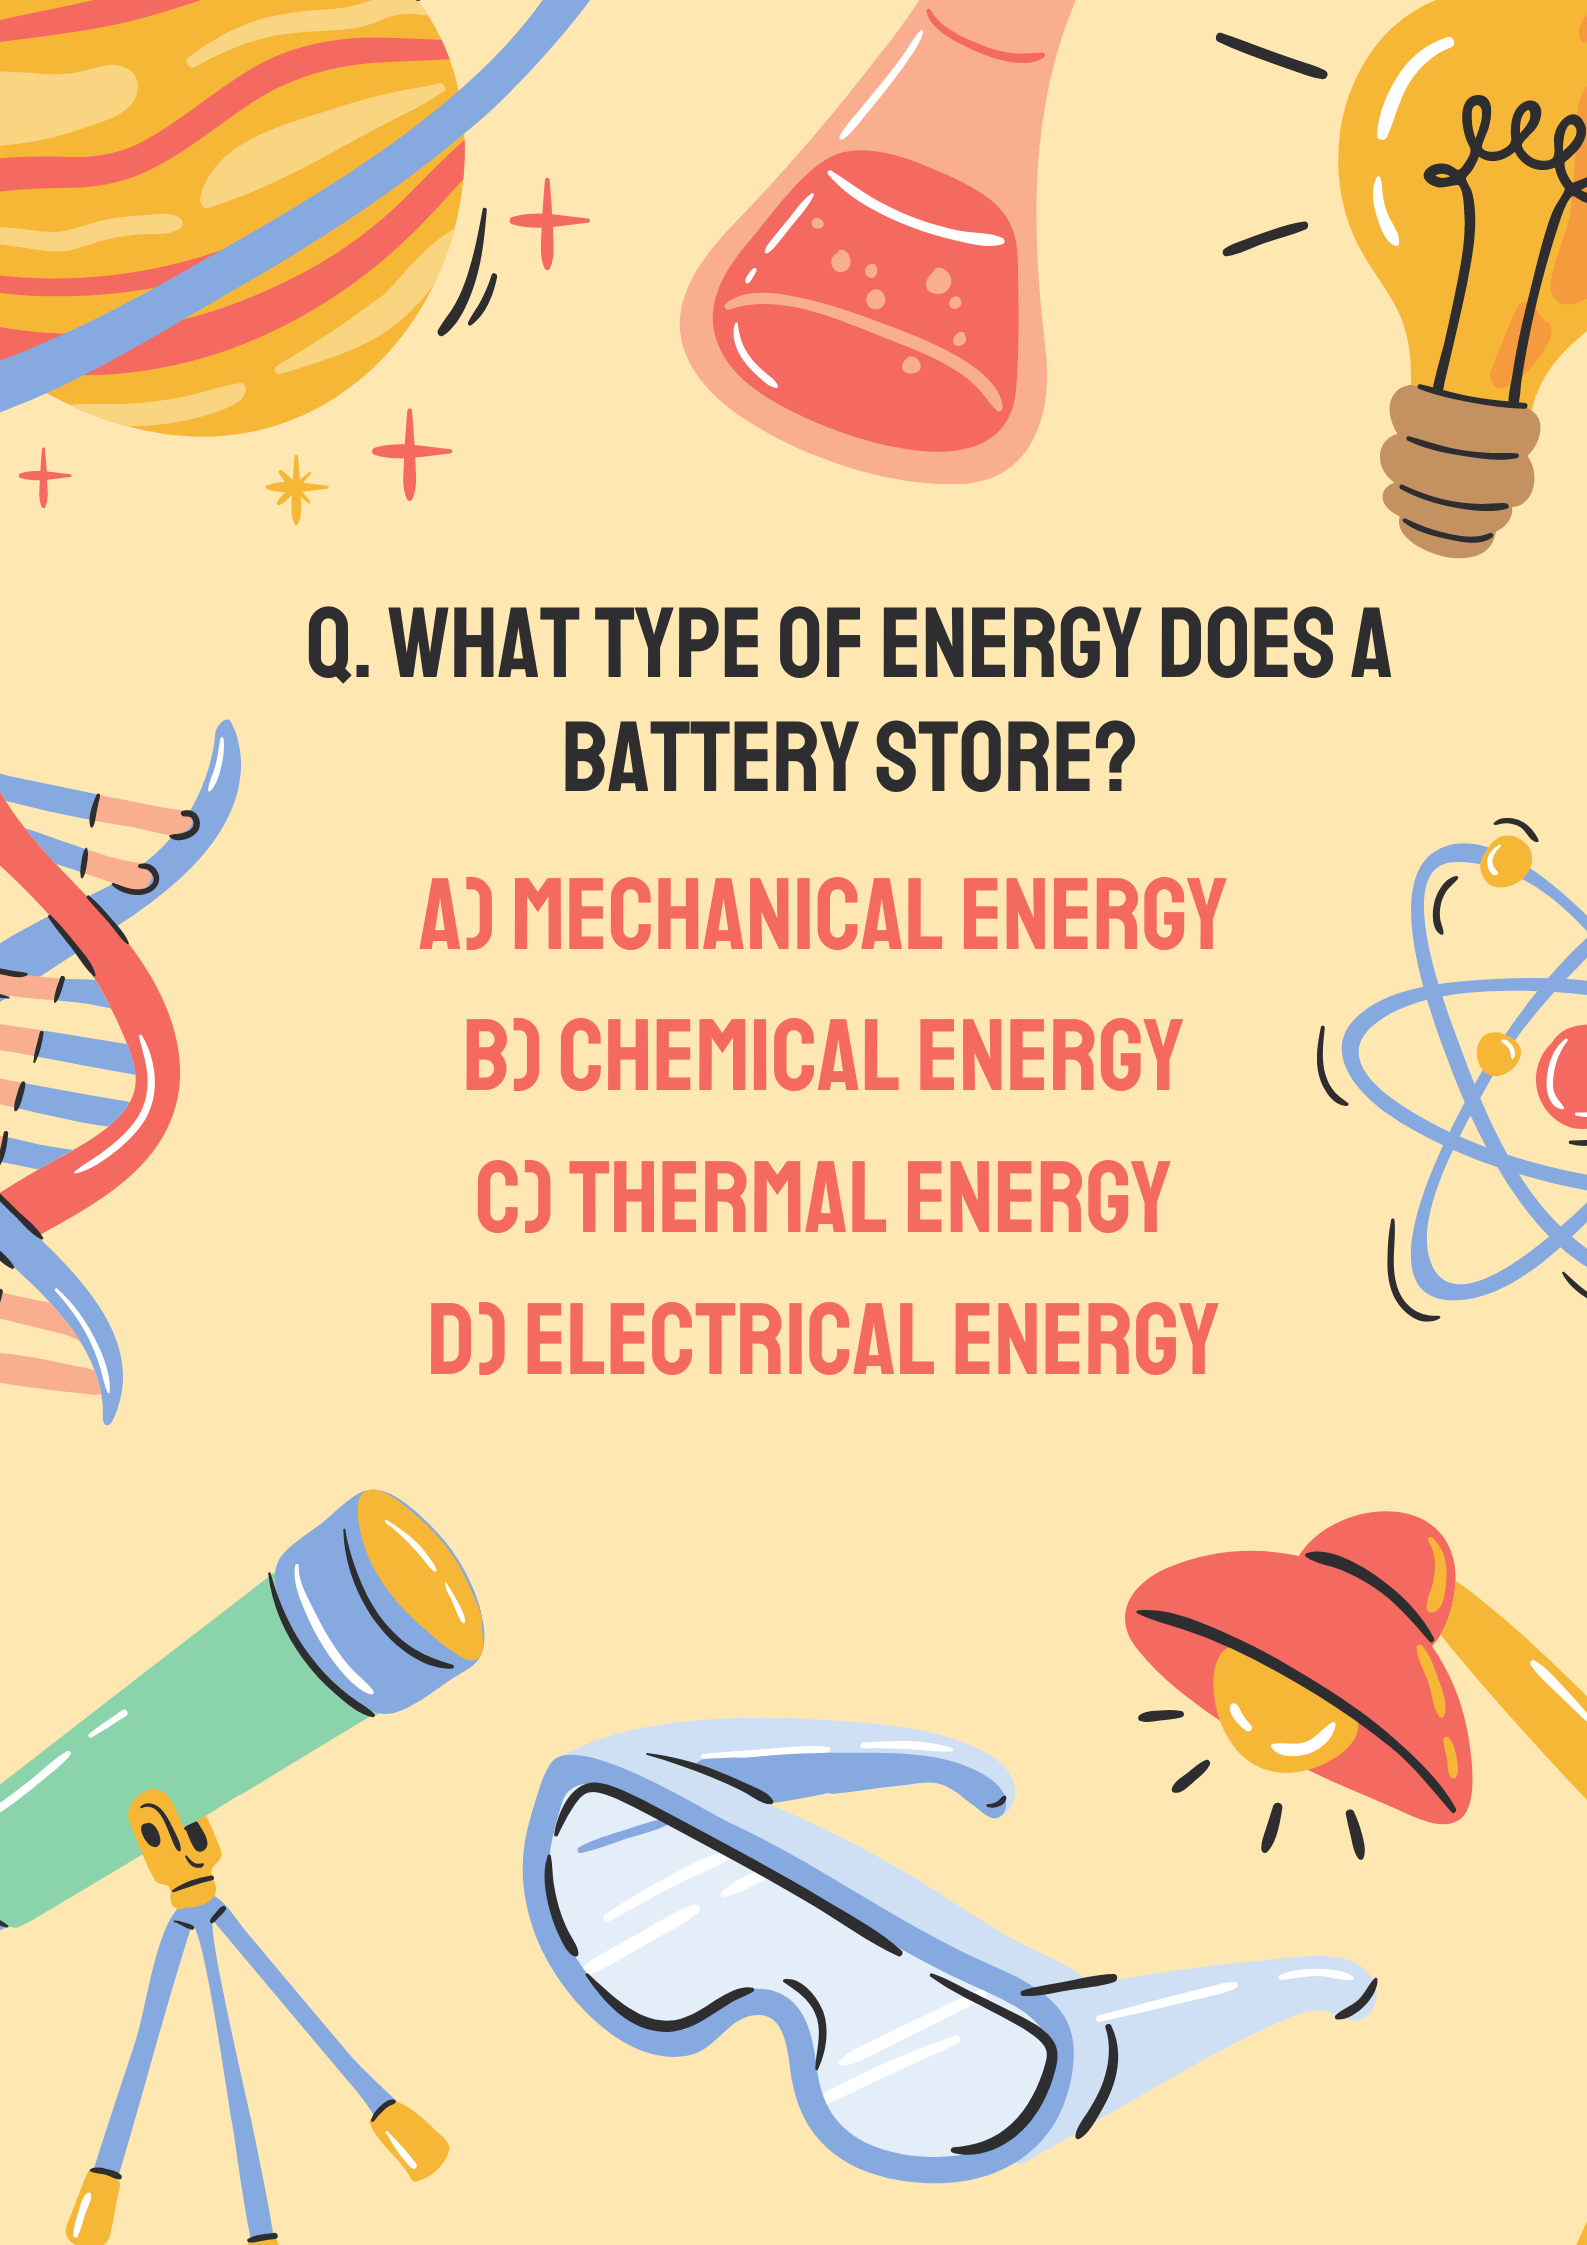 Q. WHAT TYPE OF ENERGY DOES A
BATTERY STORE?
A) MECHANICAL ENERGY
B) CHEMICAL ENERGY
C) THERMAL ENERGY
D) ELECTRICAL ENERGY